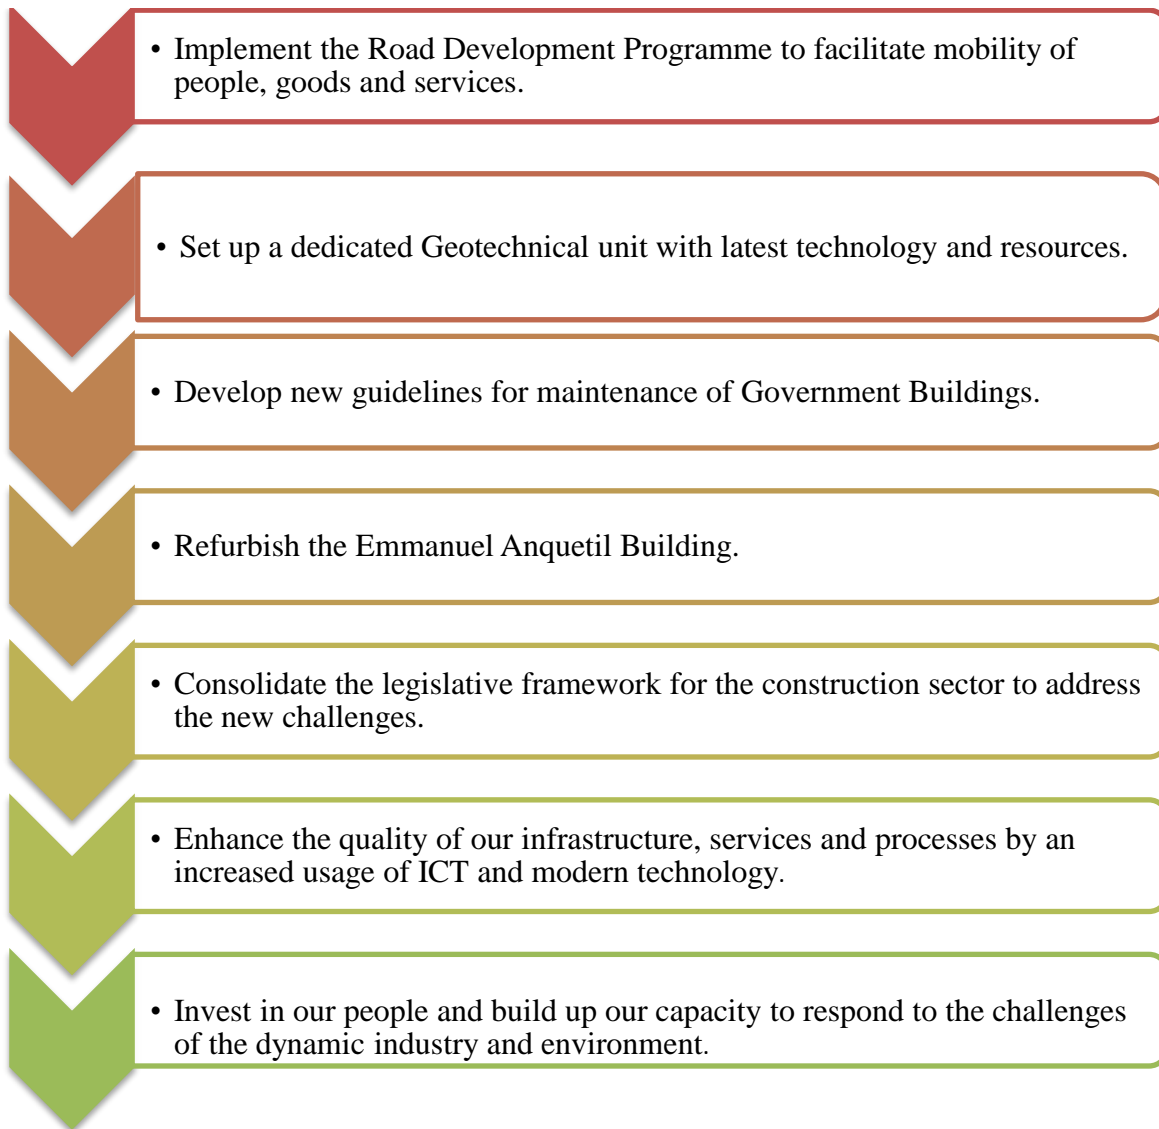 • Implement the Road Development Programme to facilitate mobility of
people, goods and services.
• Set up a dedicated Geotechnical unit with latest technology and resources.
• Develop new guidelines for maintenance of Government Buildings.
• Refurbish the Emmanuel Anquetil Building.
• Consolidate the legislative framework for the construction sector to address
the new challenges.
• Enhance the quality of our infrastructure, services and processes by an
increased usage of ICT and modern technology.
• Invest in our people and build up our capacity to respond to the challenges
of the dynamic industry and environment.